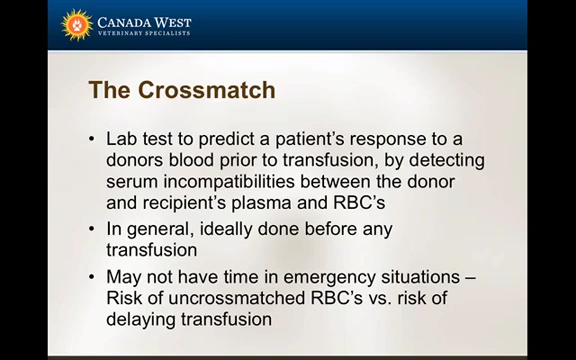 CANADA WEST
VETERINARY SPECIALISTS
The Crossmatch
• Lab test to predict a patient's response to a
donors blood prior to transfusion, by detecting
serum incompatibilities between the donor
and recipient's plasma and RBC's
• In general, ideally done before any
transfusion
• May not have time in emergency situations –
Risk of uncrossmatched RBC's vs. risk of
delaying transfusion